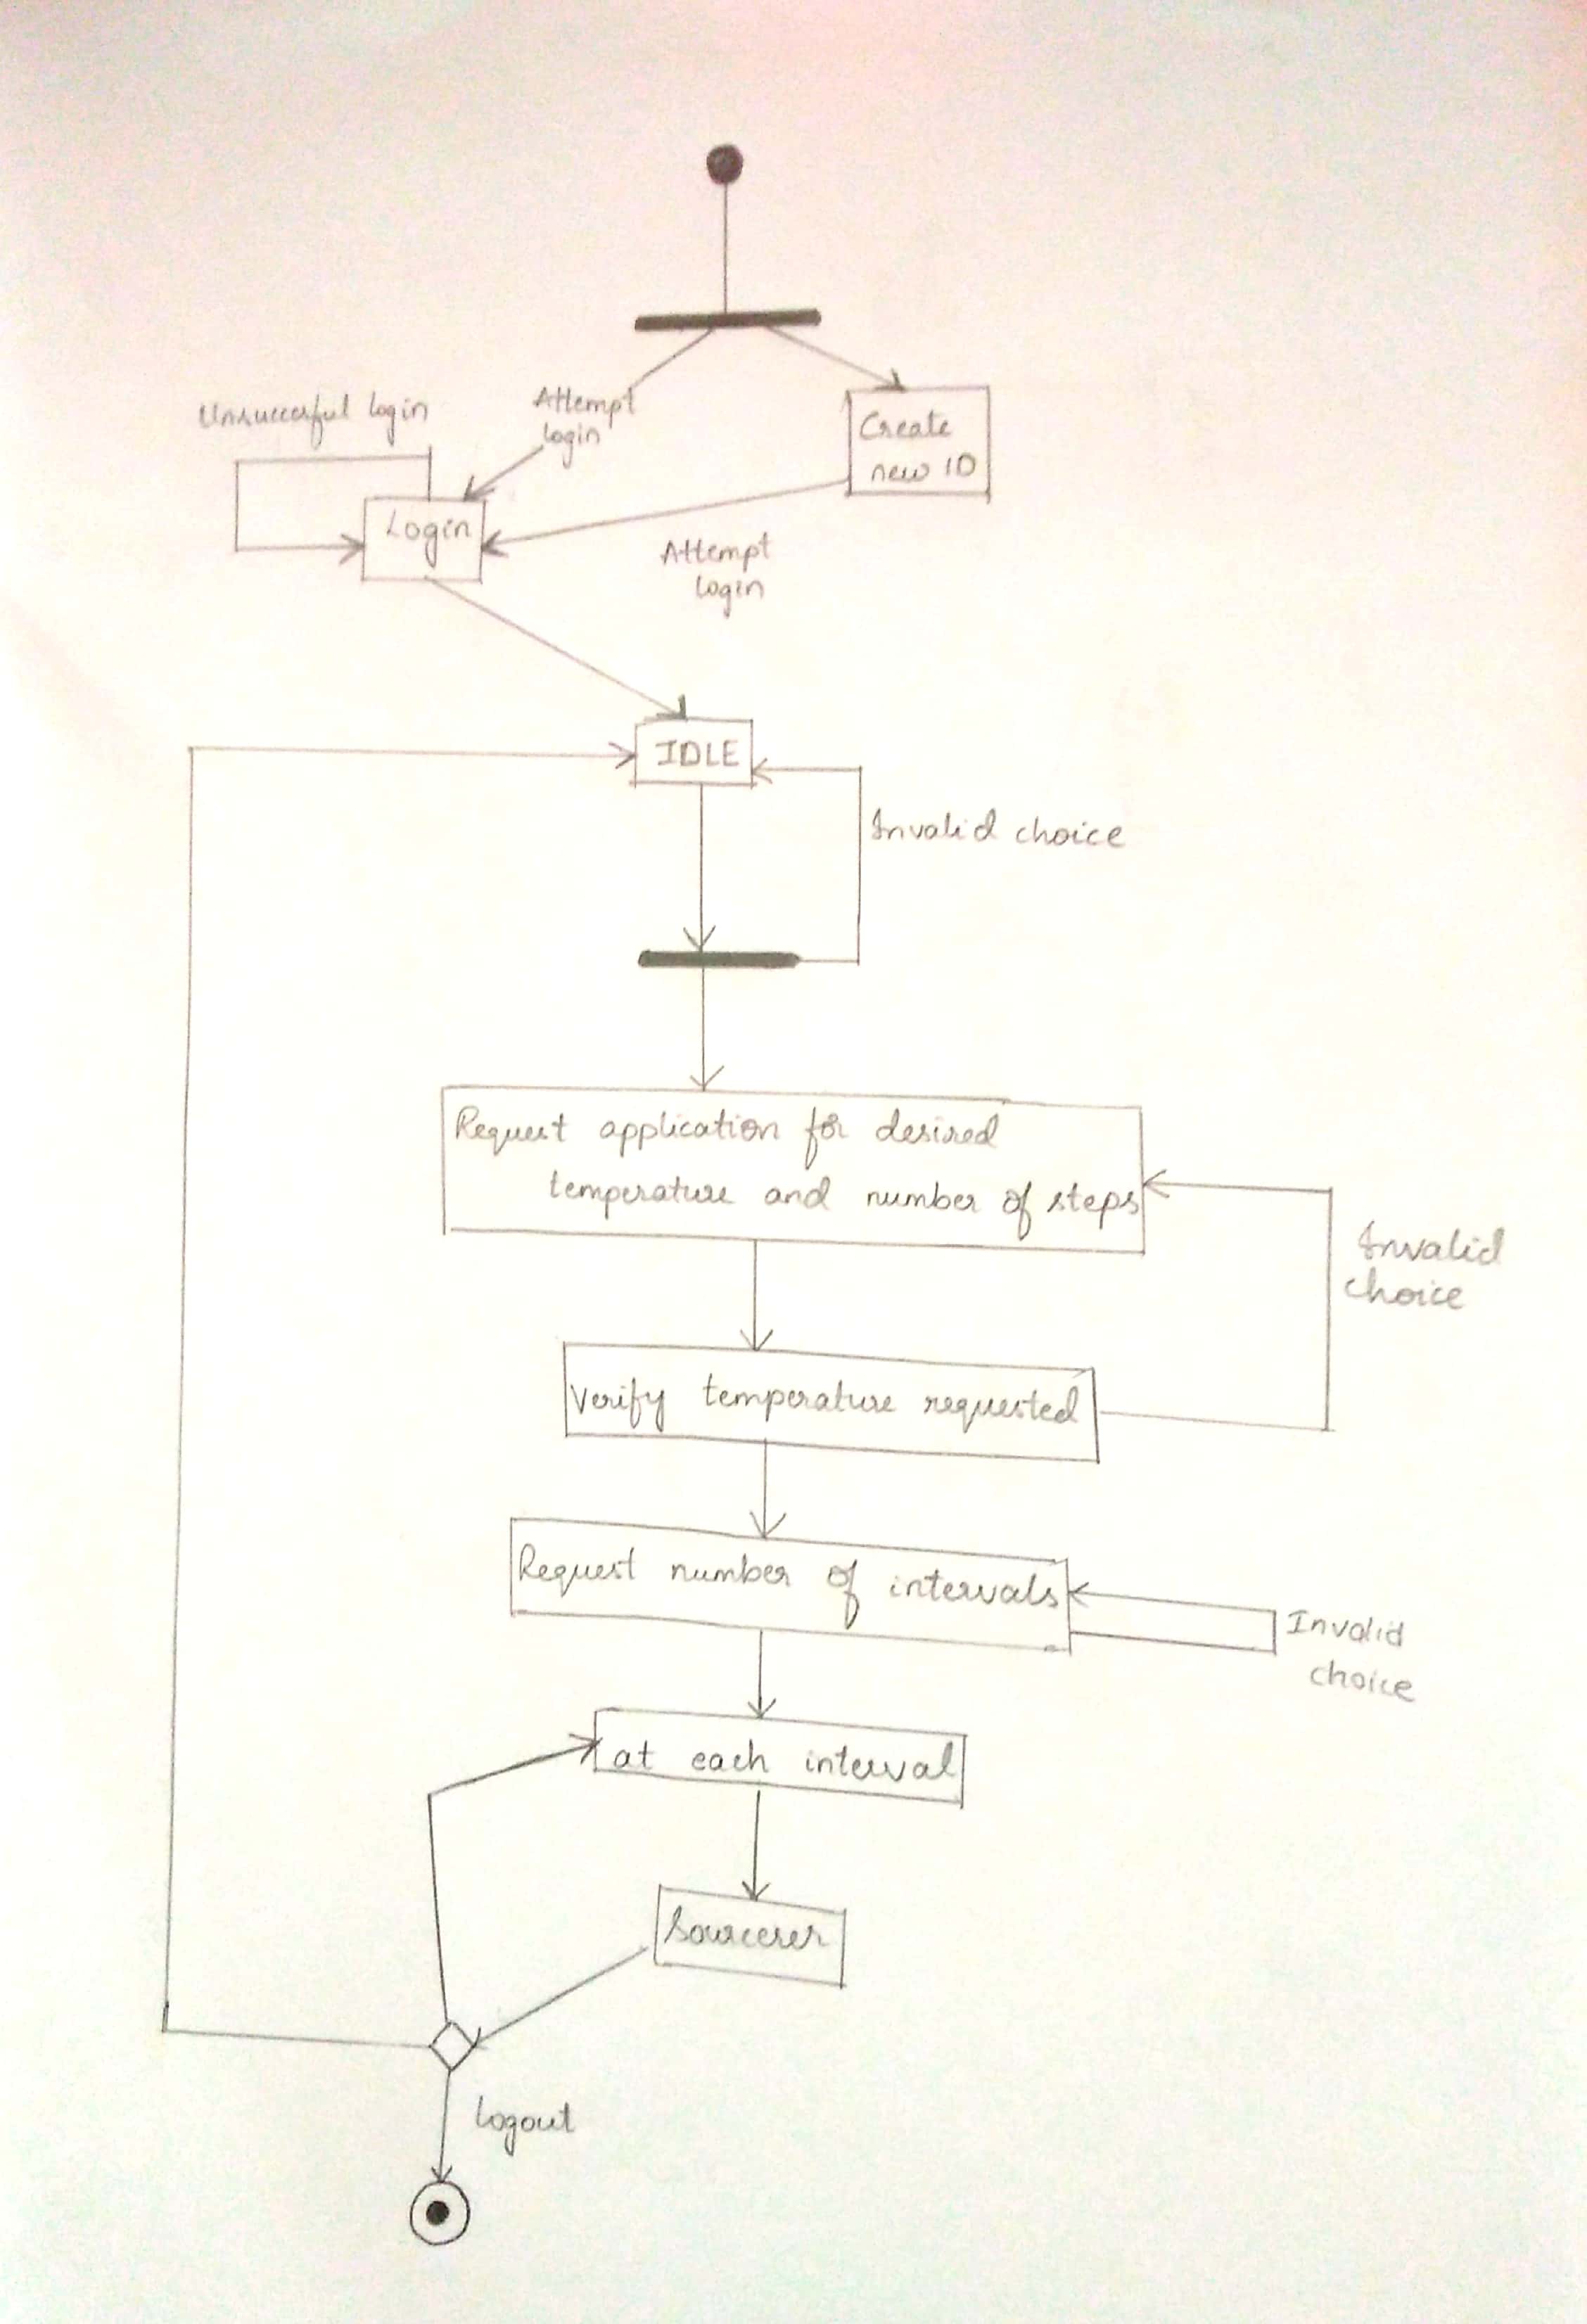 Unsuccessful login
Attempt
login
Create
new ID
Login
Attempt
login
IDLE
Invalid choice
Request application for desired
temperature and number of steps
Invalid
choice
Verify temperature requested
Request number of intervals
Invalid
choice
at each interval
Sourcerer
logout